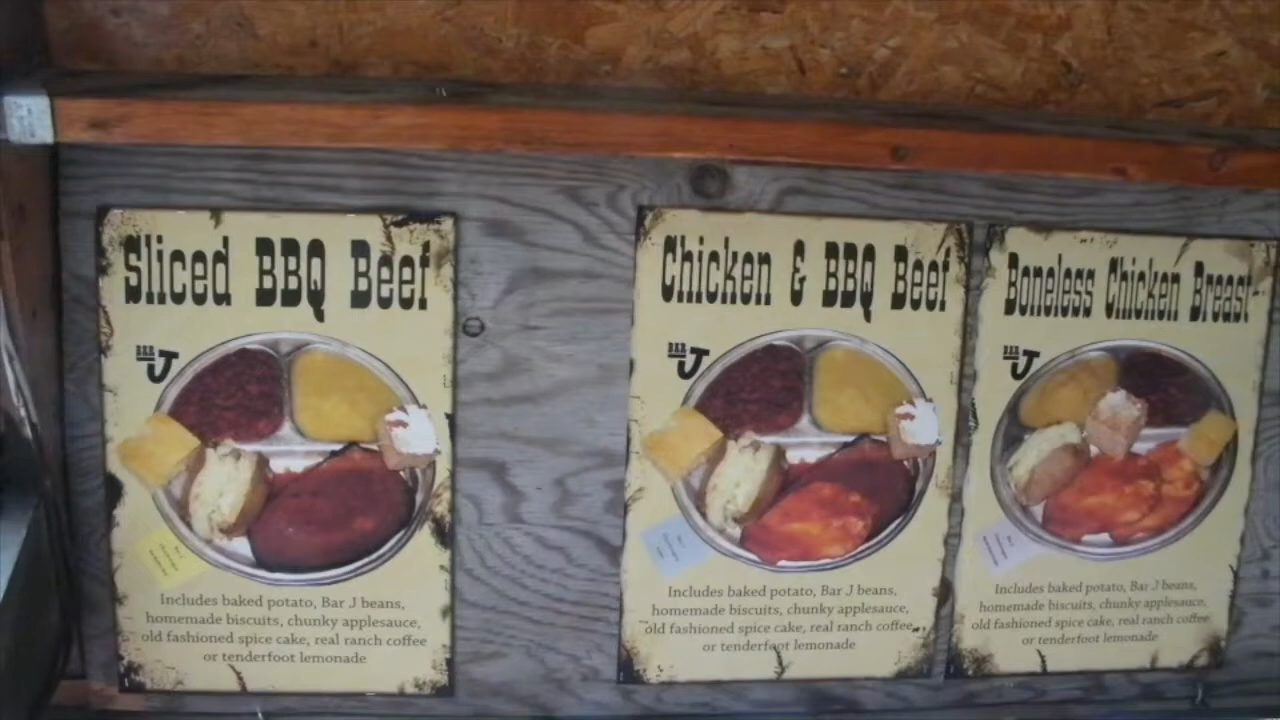 Sliced BBQ Beef
BAR J
Includes baked potato, Bar J beans,
homemade biscuits, chunky applesauce,
old fashioned spice cake, real ranch coffee
or tenderfoot lemonade
Chicken & BBQ Beef
BAR J
Includes baked potato, Bar J beans,
homemade biscuits, chunky applesauce,
old fashioned spice cake, real ranch coffee
or tenderfoot lemonade
Boneless Chicken Breast
BAR J
Includes baked potato, Bar J beans,
homemade biscuits, chunky applesauce,
old fashioned spice cake, real ranch coffee
or tenderfoot lemonade